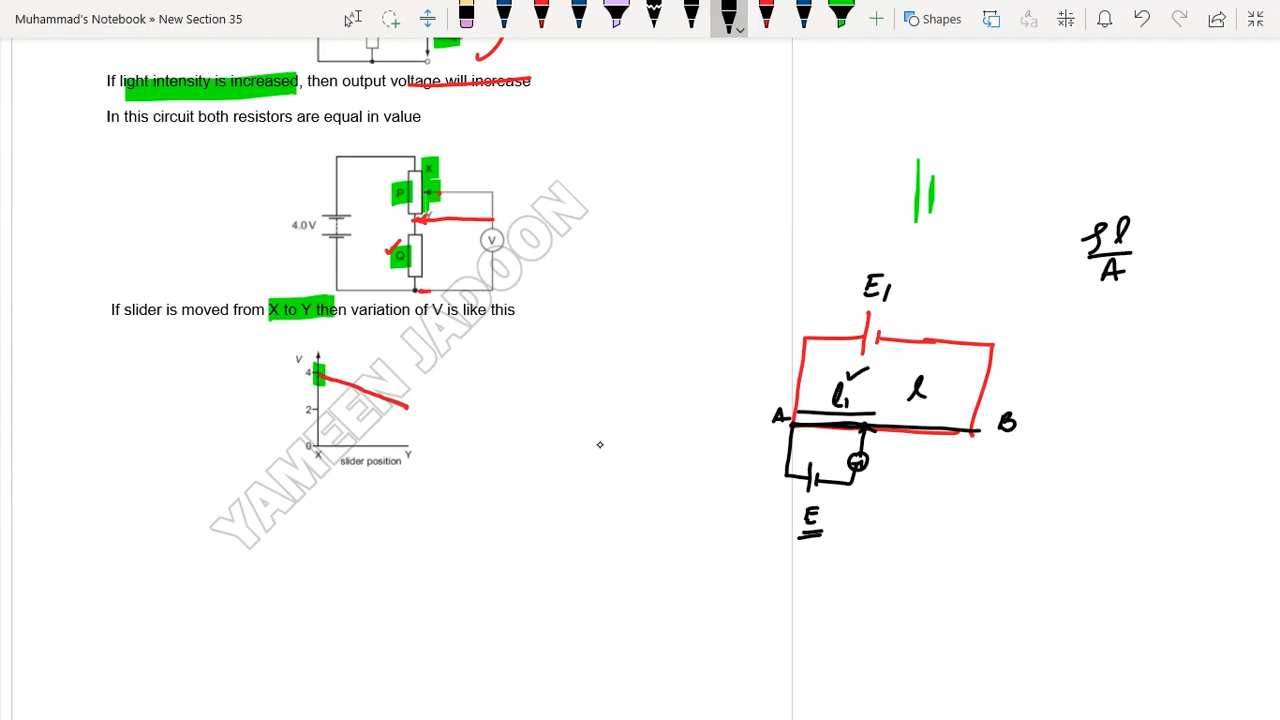 Muhammad's Notebook » New Section 35
Shapes
If light intensity is increased, then output voltage will increase
In this circuit both resistors are equal in value
X
P
Y
4.0 V
Q
V
If slider is moved from X to Y then variation of V is like this
V
4
2
0
X
Y
slider position
YAMEEN JADOON
ρl
A
E1
l1
l
A
B
G
E